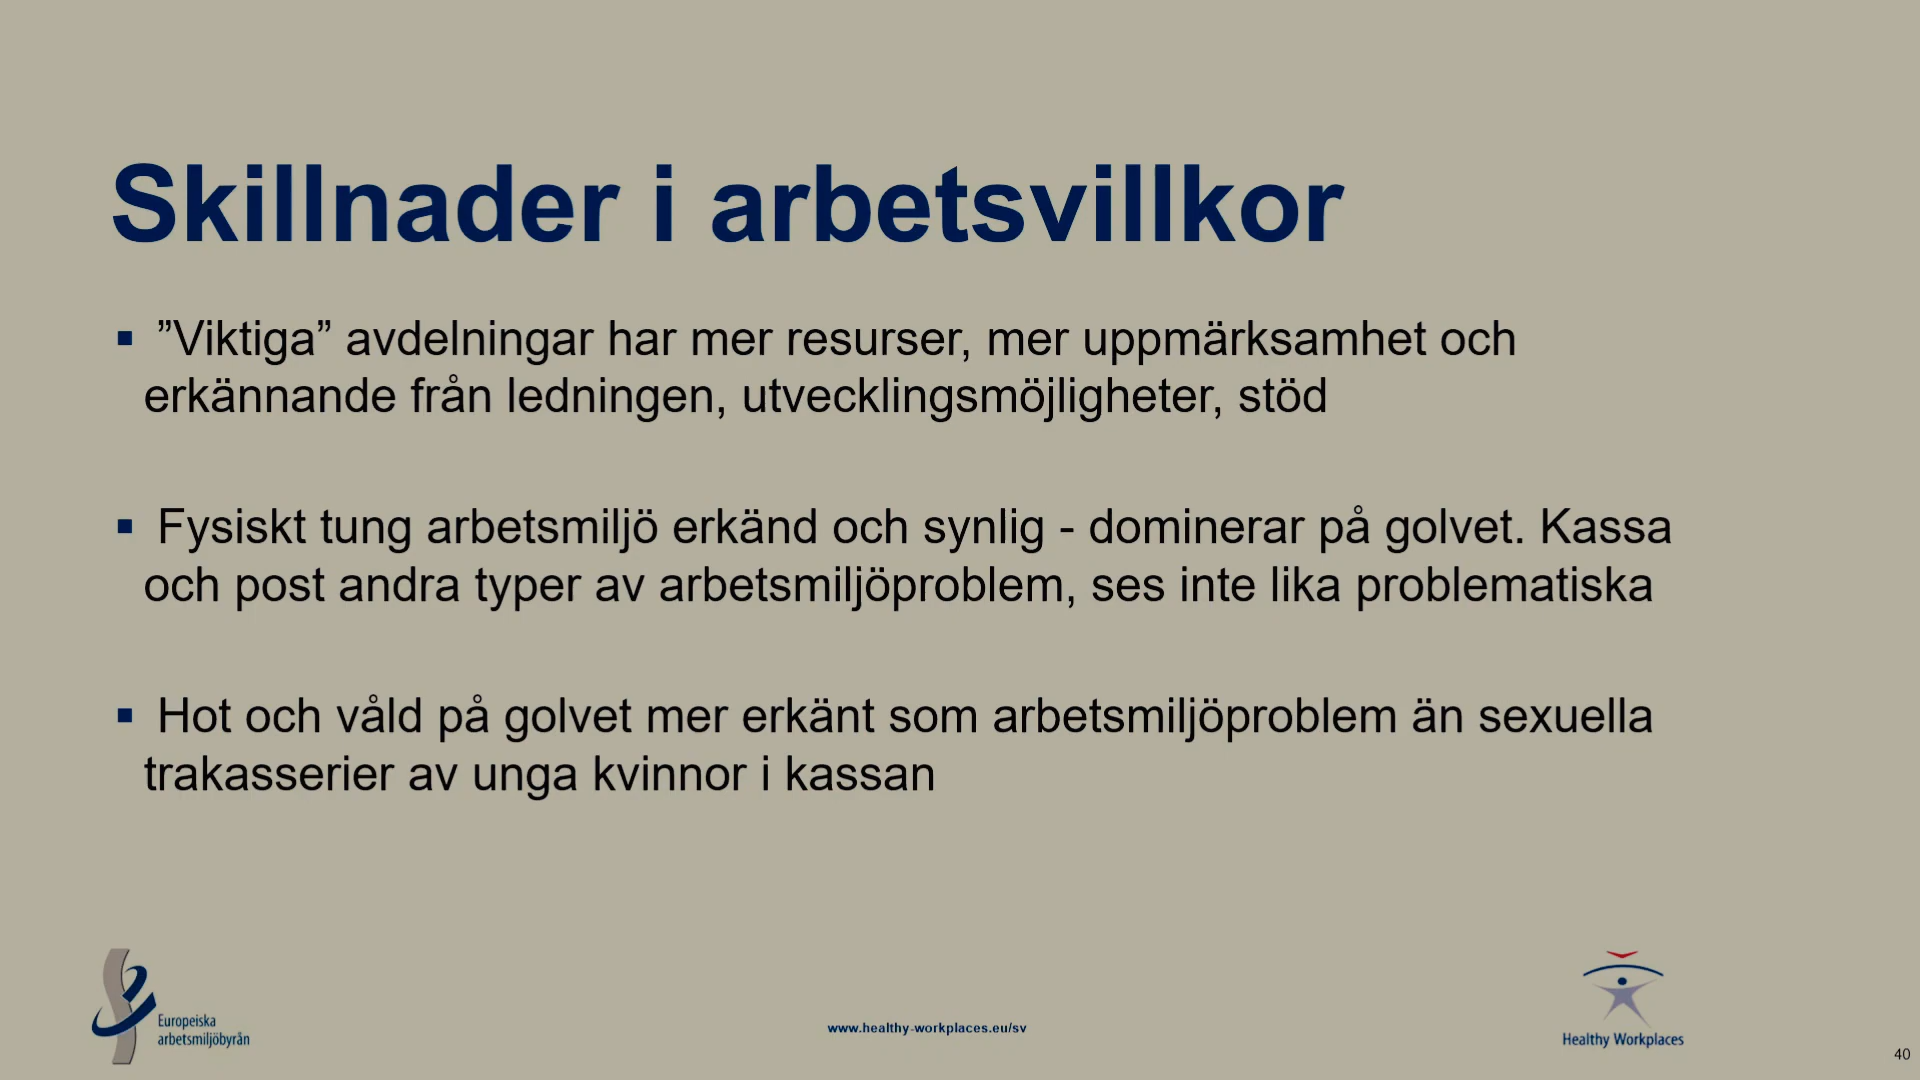 Skillnader i arbetsvillkor
▪ ”Viktiga” avdelningar har mer resurser, mer uppmärksamhet och
erkännande från ledningen, utvecklingsmöjligheter, stöd
▪ Fysiskt tung arbetsmiljö erkänd och synlig - dominerar på golvet. Kassa
och post andra typer av arbetsmiljöproblem, ses inte lika problematiska
▪ Hot och våld på golvet mer erkänt som arbetsmiljöproblem än sexuella
trakasserier av unga kvinnor i kassan
Europeiska
arbetsmiljöbyrån
www.healthy-workplaces.eu/sv
Healthy Workplaces
40